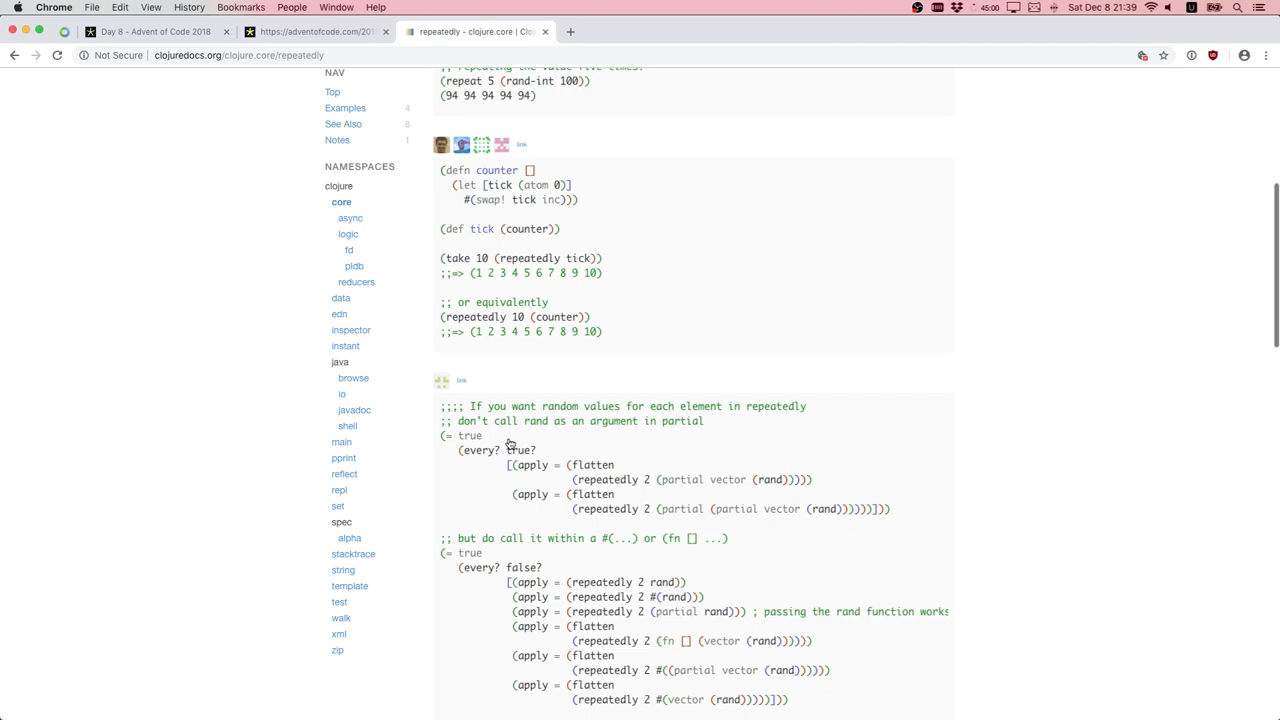 Chrome File Edit View History Bookmarks People Window Help 45:00 U Sat Dec 8 21:39
Day 8 - Advent of Code 2018 × https://adventofcode.com/201 × repeatedly - clojure.core | Cloj ×
Not Secure | clojuredocs.org/clojure.core/repeatedly
NAV
Top
Examples 4
See Also 8
Notes 1
NAMESPACES
clojure
core
async
logic
fd
pldb
reducers
data
edn
inspector
instant
java
browse
io
javadoc
shell
main
pprint
reflect
repl
set
spec
alpha
stacktrace
string
template
test
walk
xml
zip
;; repeating the value five times.
(repeat 5 (rand-int 100))
(94 94 94 94 94)
link
(defn counter []
(let [tick (atom 0)]
#(swap! tick inc)))
(def tick (counter))
(take 10 (repeatedly tick))
;;=> (1 2 3 4 5 6 7 8 9 10)
;; or equivalently
(repeatedly 10 (counter))
;;=> (1 2 3 4 5 6 7 8 9 10)
link
;;;; If you want random values for each element in repeatedly
;; don't call rand as an argument in partial
(= true
(every? true?
[(apply = (flatten
(repeatedly 2 (partial vector (rand)))))
(apply = (flatten
(repeatedly 2 (partial (partial vector (rand))))))]))
;; but do call it within a #(...) or (fn [] ...)
(= true
(every? false?
[(apply = (repeatedly 2 rand))
(apply = (repeatedly 2 #(rand)))
(apply = (repeatedly 2 (partial rand))) ; passing the rand function works
(apply = (flatten
(repeatedly 2 (fn [] (vector (rand))))))
(apply = (flatten
(repeatedly 2 #((partial vector (rand))))))
(apply = (flatten
(repeatedly 2 #(vector (rand)))))]))